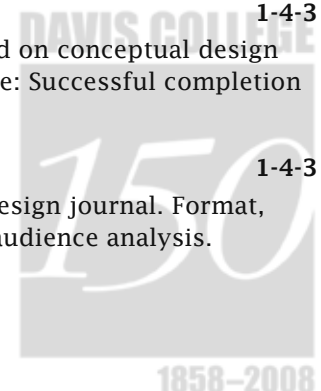 DAVIS COLLEGE
1-4-3
d on conceptual design
e: Successful completion
150
1-4-3
esign journal. Format,
audience analysis.
1858–2008